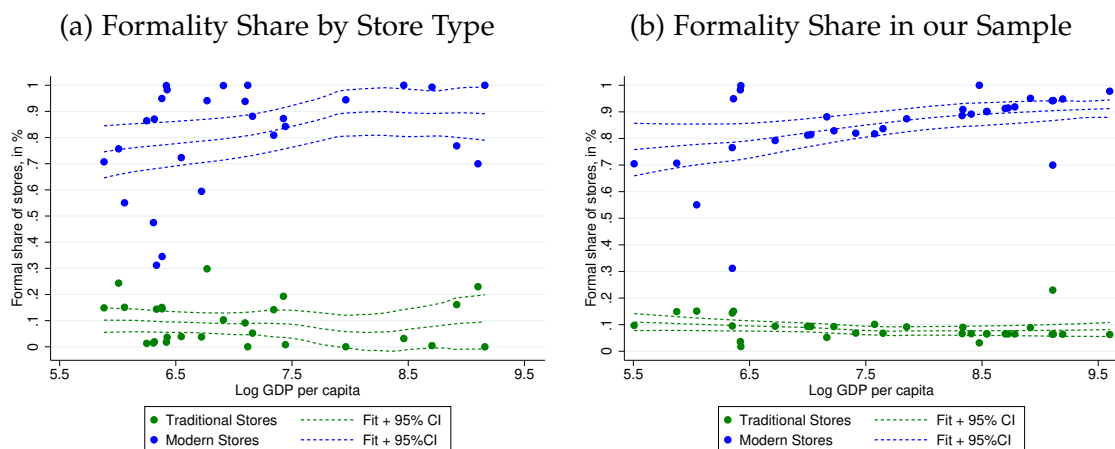 (a) Formality Share by Store Type
Formal share of stores, in %
1
.9
.8
.7
.6
.5
.4
.3
.2
.1
0
5.5 6.5 7.5 8.5 9.5
Log GDP per capita
Traditional Stores Fit + 95% CI
Modern Stores Fit + 95%CI
(b) Formality Share in our Sample
Formal share of stores, in %
1
.9
.8
.7
.6
.5
.4
.3
.2
.1
0
5.5 6.5 7.5 8.5 9.5
Log GDP per capita
Traditional Stores Fit + 95% CI
Modern Stores Fit + 95%CI